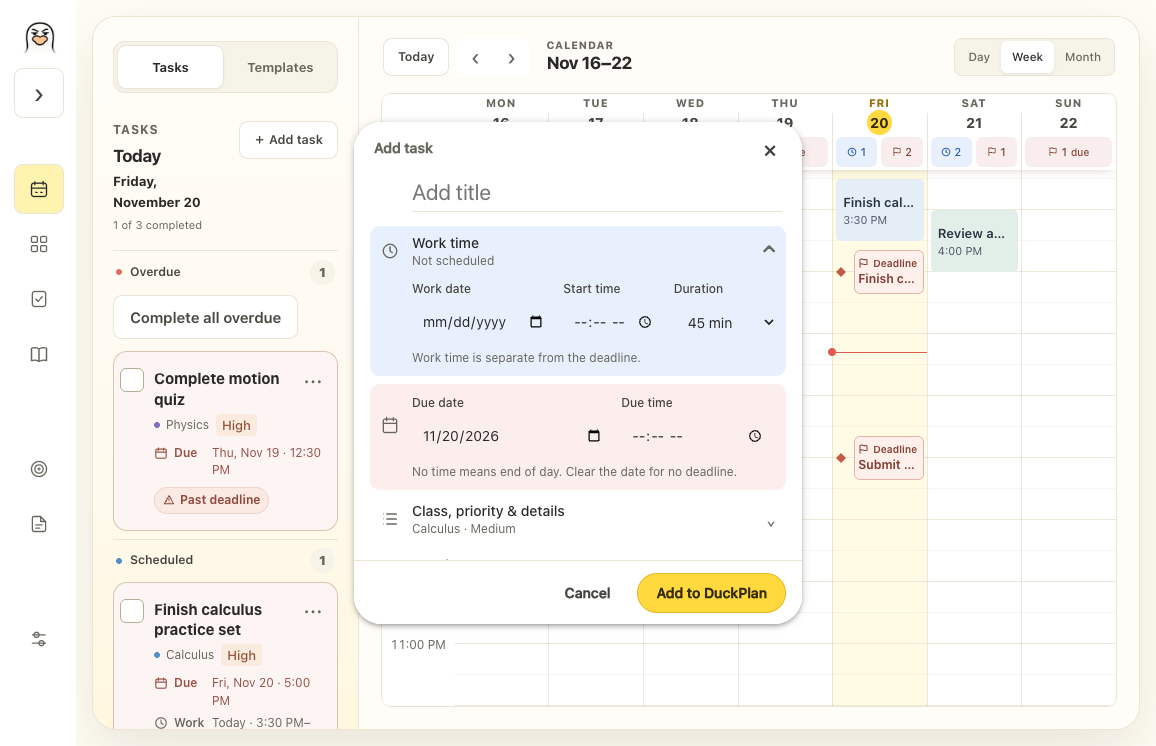 Tasks
Templates
TASKS
Today
Friday,
November 20
1 of 3 completed
+ Add task
Overdue
1
Complete all overdue
Complete motion
quiz
Physics
High
Due
Thu, Nov 19 · 12:30
PM
Past deadline
Scheduled
1
Finish calculus
practice set
Calculus
High
Due
Fri, Nov 20 · 5:00
PM
Work
Today · 3:30 PM–
Today
CALENDAR
Nov 16–22
Day
Week
Month
MON
TUE
WED
THU
FRI
SAT
SUN
16
17
18
19
20
21
22
1
2
2
1
1 due
Finish cal...
3:30 PM
Review a...
4:00 PM
Deadline
Finish c...
Deadline
Submit ...
11:00 PM
Add task
Add title
Work time
Not scheduled
Work date
Start time
Duration
mm/dd/yyyy
--:-- --
45 min
Work time is separate from the deadline.
Due date
Due time
11/20/2026
--:-- --
No time means end of day. Clear the date for no deadline.
Class, priority & details
Calculus · Medium
Cancel
Add to DuckPlan